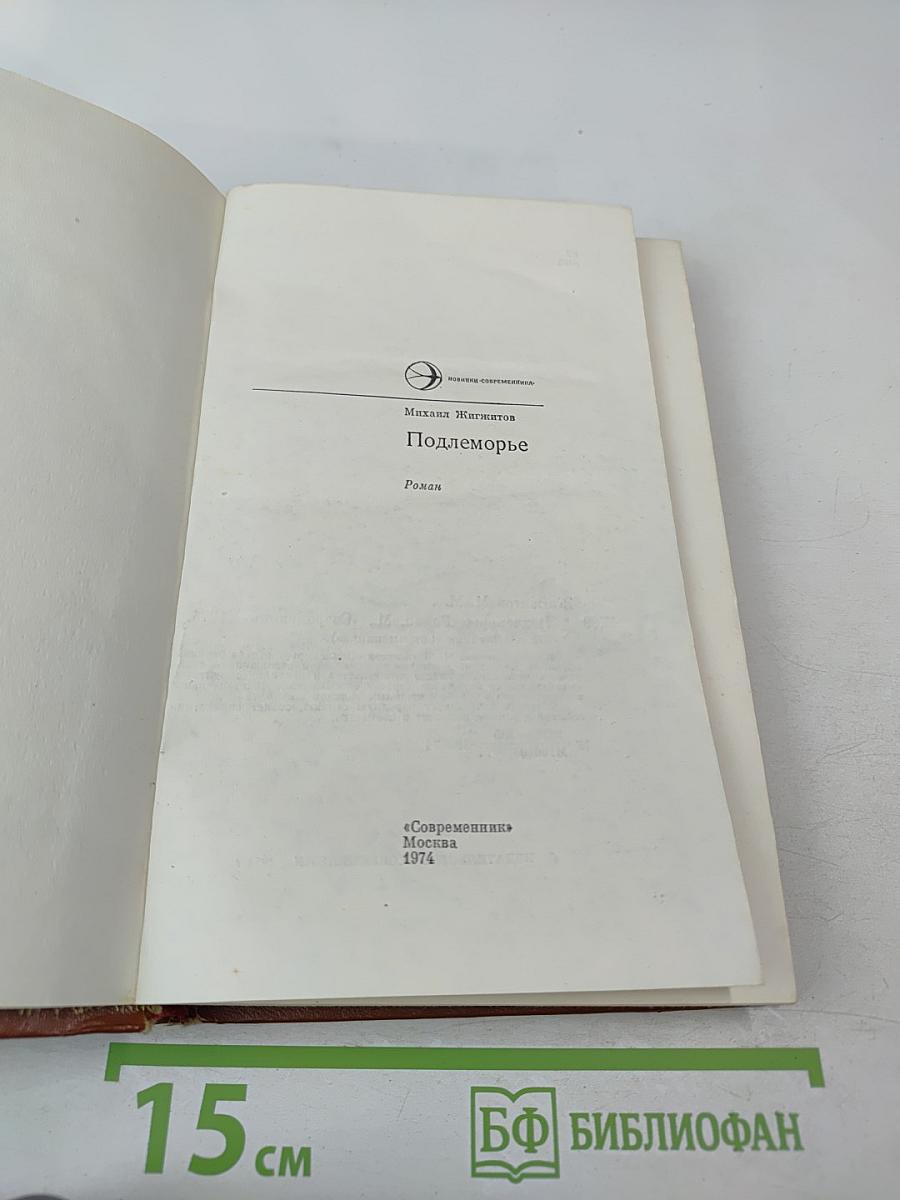 НОВИНКИ «СОВРЕМЕННИКА»
Михаил Жигжитов
Подлеморье
Роман
«Современник»
Москва
1974
15 см
БФ БИБЛИОФАН